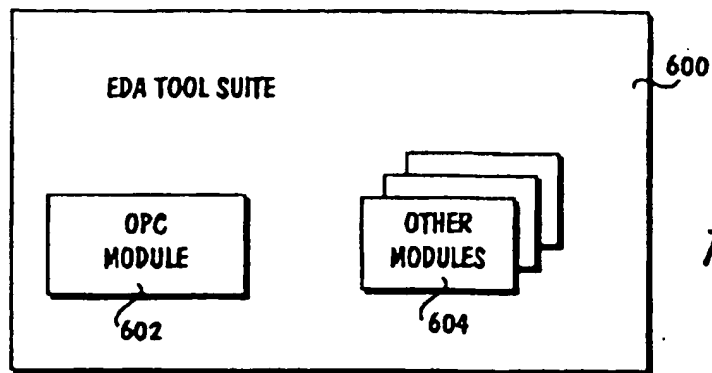 EDA TOOL SUITE
600
OPC
MODULE
602
OTHER
MODULES
604